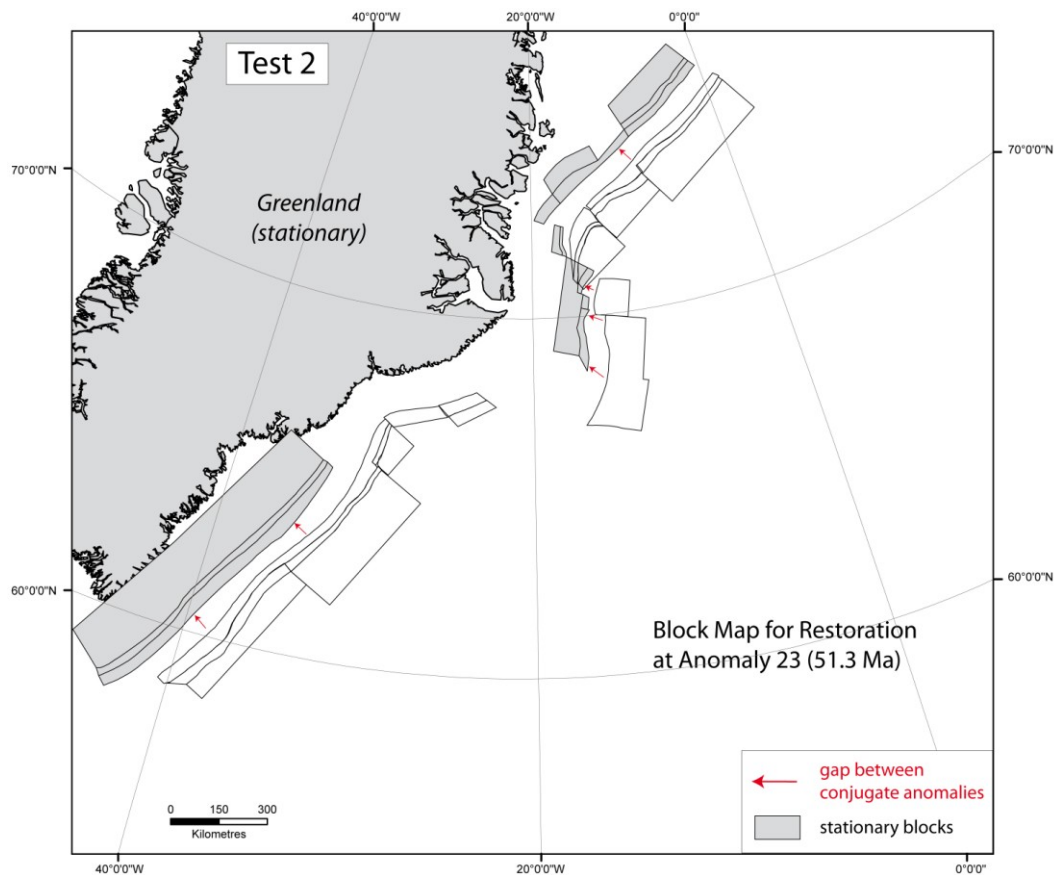 40°0'0"W
20°0'0"W
0°0'0"
Test 2
70°0'0"N
70°0'0"N
Greenland
(stationary)
60°0'0"N
60°0'0"N
Block Map for Restoration
at Anomaly 23 (51.3 Ma)
gap between
conjugate anomalies
stationary blocks
0 150 300
Kilometres
40°0'0"W
20°0'0"W
0°0'0"